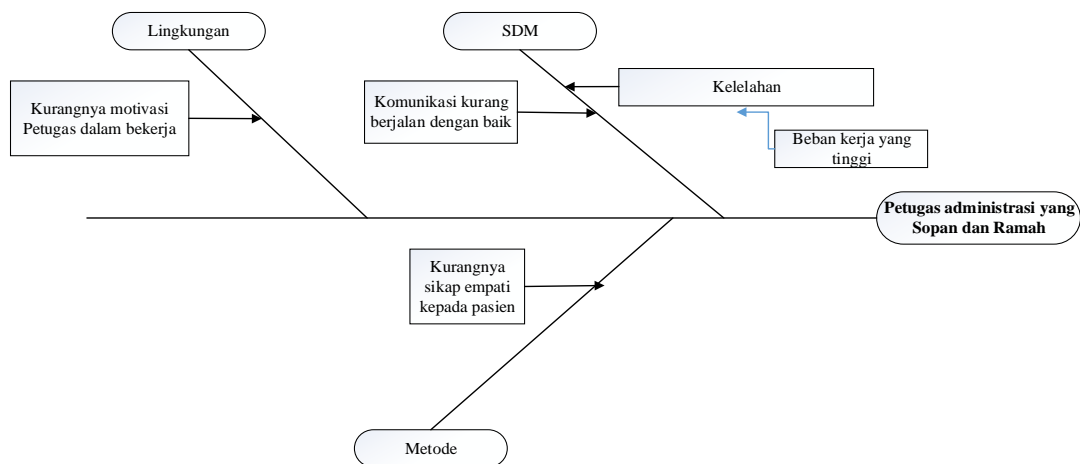 Lingkungan
SDM
Kurangnya motivasi
Petugas dalam bekerja
Komunikasi kurang
berjalan dengan baik
Kelelahan
Beban kerja yang
tinggi
Petugas administrasi yang
Sopan dan Ramah
Kurangnya
sikap empati
kepada pasien
Metode